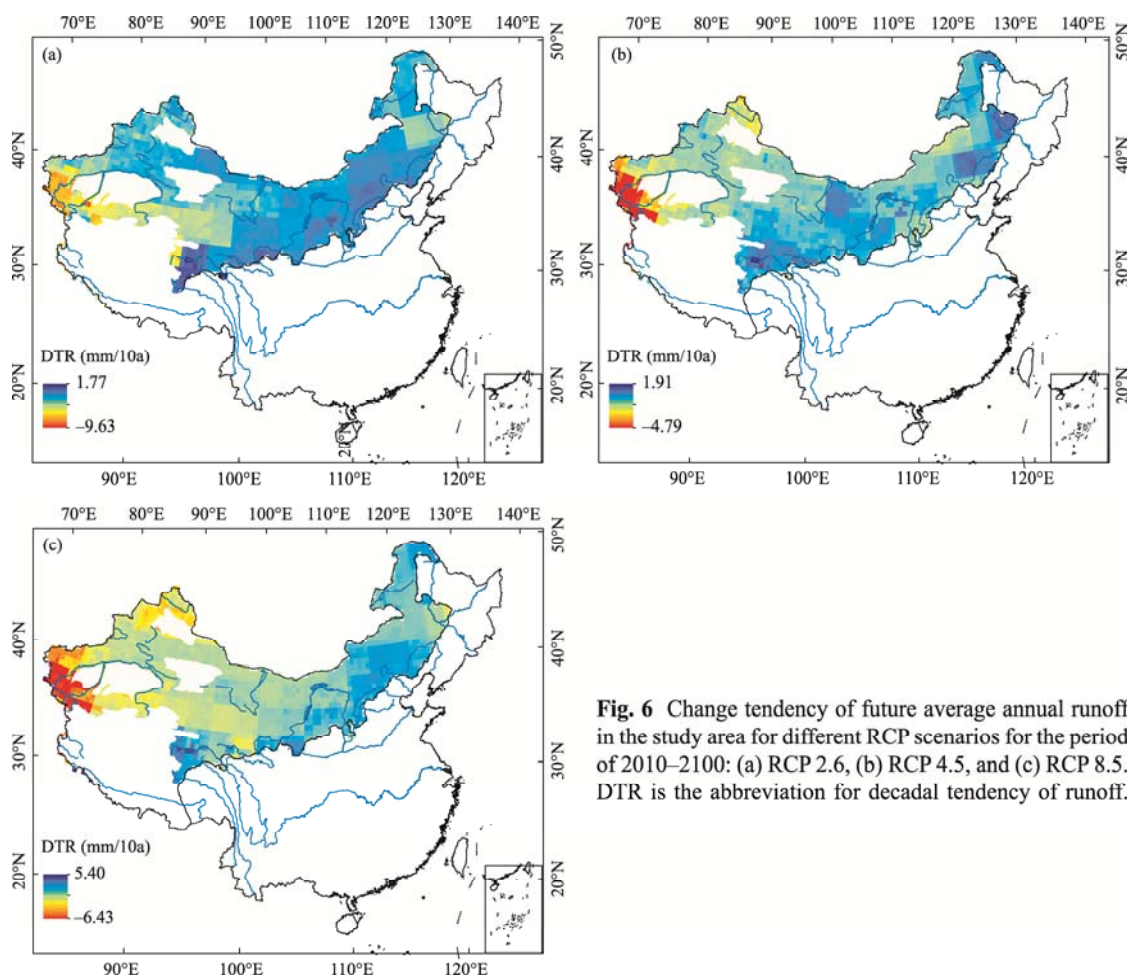 70°E 80°E 90°E 100°E 110°E 120°E 130°E 140°E
(a)
50°N
40°N 40°N
30°N 30°N
20°N 20°N
DTR (mm/10a)
1.77
−9.63
20°N
90°E 100°E 110°E 120°E
70°E 80°E 90°E 100°E 110°E 120°E 130°E 140°E
(b)
50°N
40°N 40°N
30°N 30°N
20°N 20°N
DTR (mm/10a)
1.91
−4.79
90°E 100°E 110°E 120°E
70°E 80°E 90°E 100°E 110°E 120°E 130°E 140°E
(c)
50°N
40°N 40°N
30°N 30°N
20°N 20°N
DTR (mm/10a)
5.40
−6.43
90°E 100°E 110°E 120°E
Fig. 6 Change tendency of future average annual runoff
in the study area for different RCP scenarios for the period
of 2010–2100: (a) RCP 2.6, (b) RCP 4.5, and (c) RCP 8.5.
DTR is the abbreviation for decadal tendency of runoff.